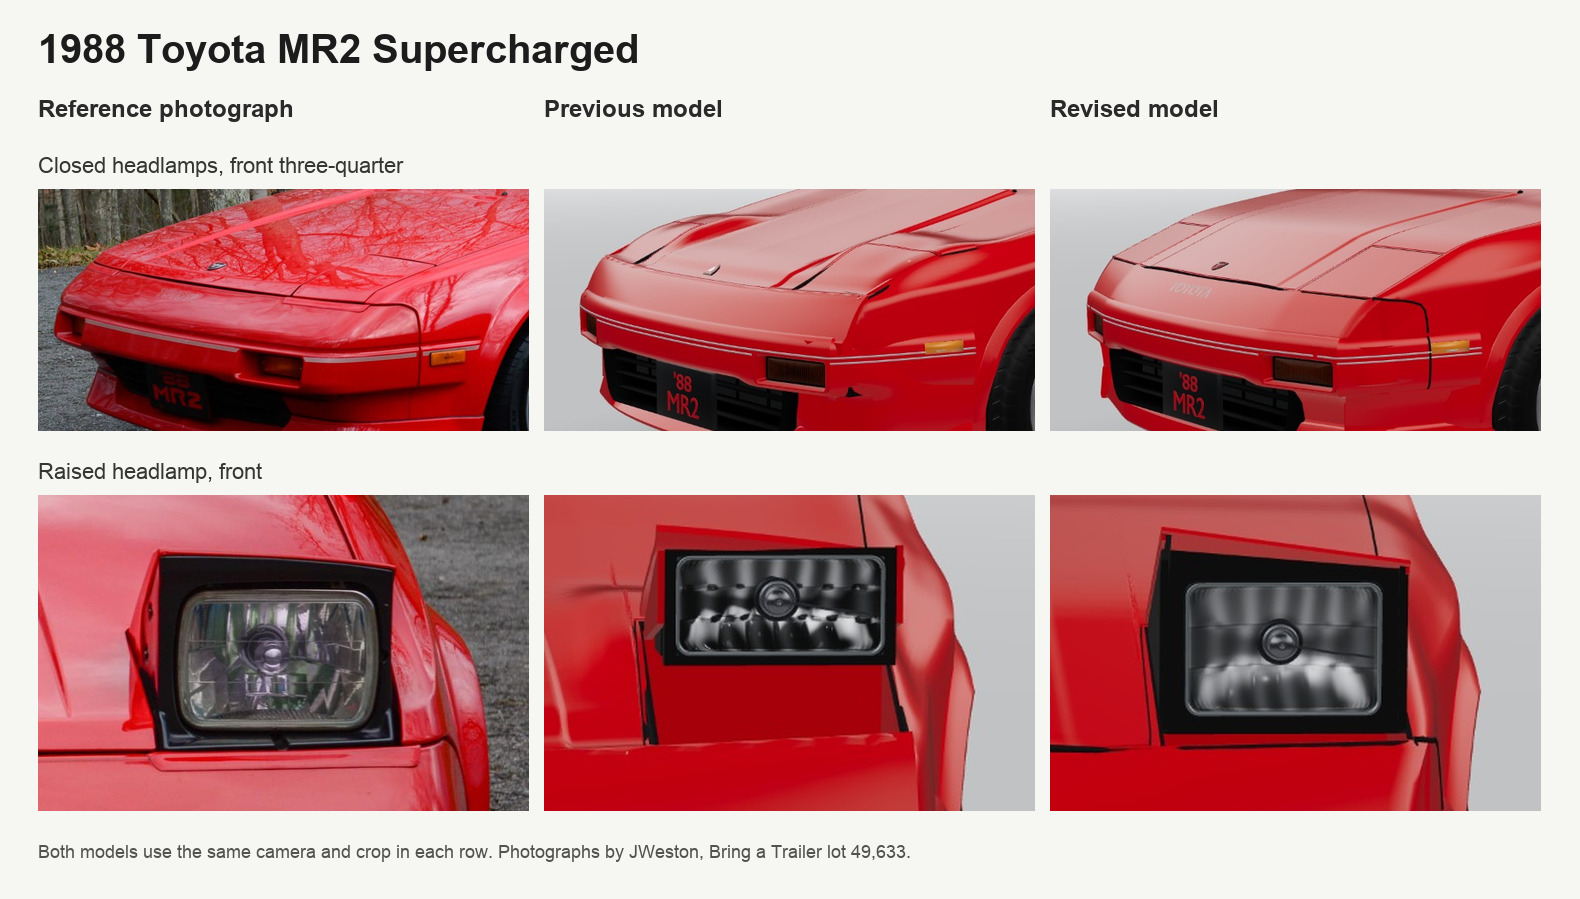 1988 Toyota MR2 Supercharged
Reference photograph
Previous model
Revised model
Closed headlamps, front three-quarter
MR2
'88
MR2
TOYOTA
'88
MR2
Raised headlamp, front
Both models use the same camera and crop in each row. Photographs by JWeston, Bring a Trailer lot 49,633.